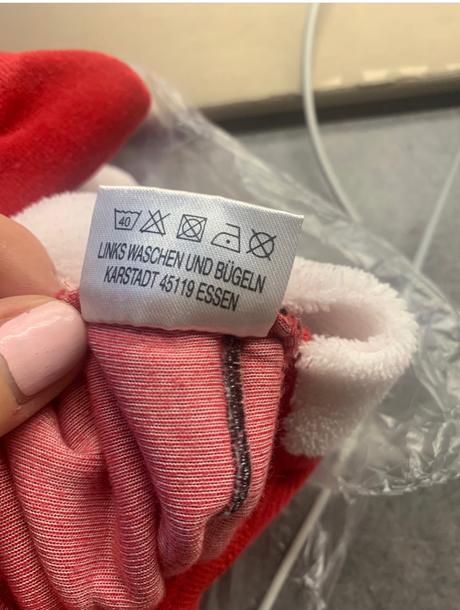 40
LINKS WASCHEN UND BÜGELN
KARSTADT 45119 ESSEN